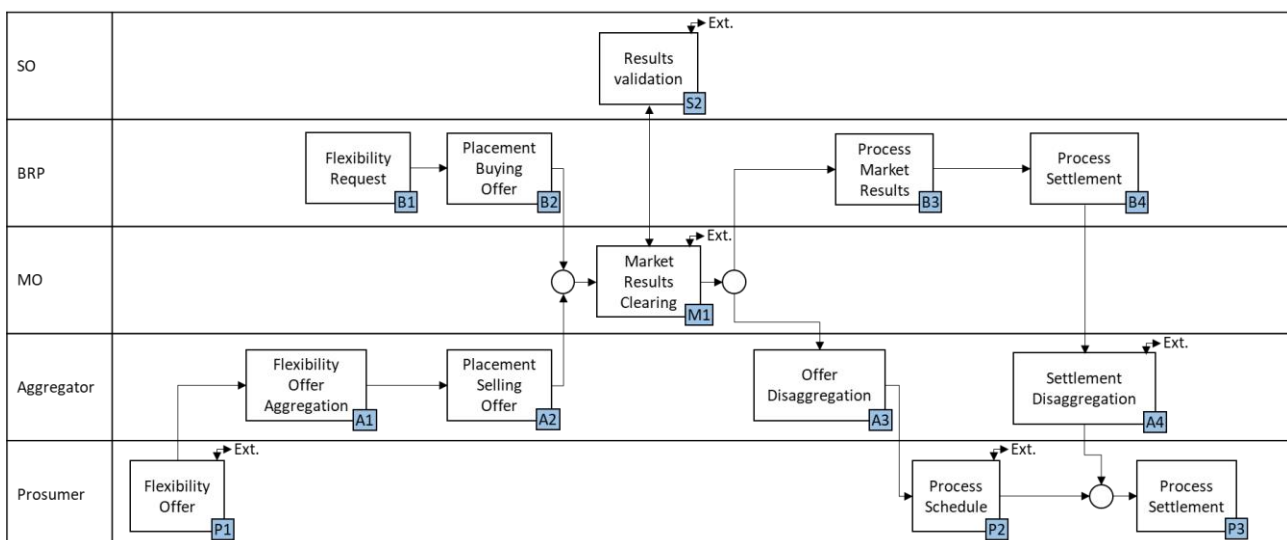 SO
Ext.
Results
validation
S2
BRP
Flexibility
Request
B1
Placement
Buying
Offer
B2
Process
Market
Results
B3
Process
Settlement
B4
MO
Ext.
Market
Results
Clearing
M1
Aggregator
Flexibility
Offer
Aggregation
A1
Placement
Selling
Offer
A2
Offer
Disaggregation
A3
Ext.
Settlement
Disaggregation
A4
Prosumer
Ext.
Flexibility
Offer
P1
Ext.
Process
Schedule
P2
Process
Settlement
P3